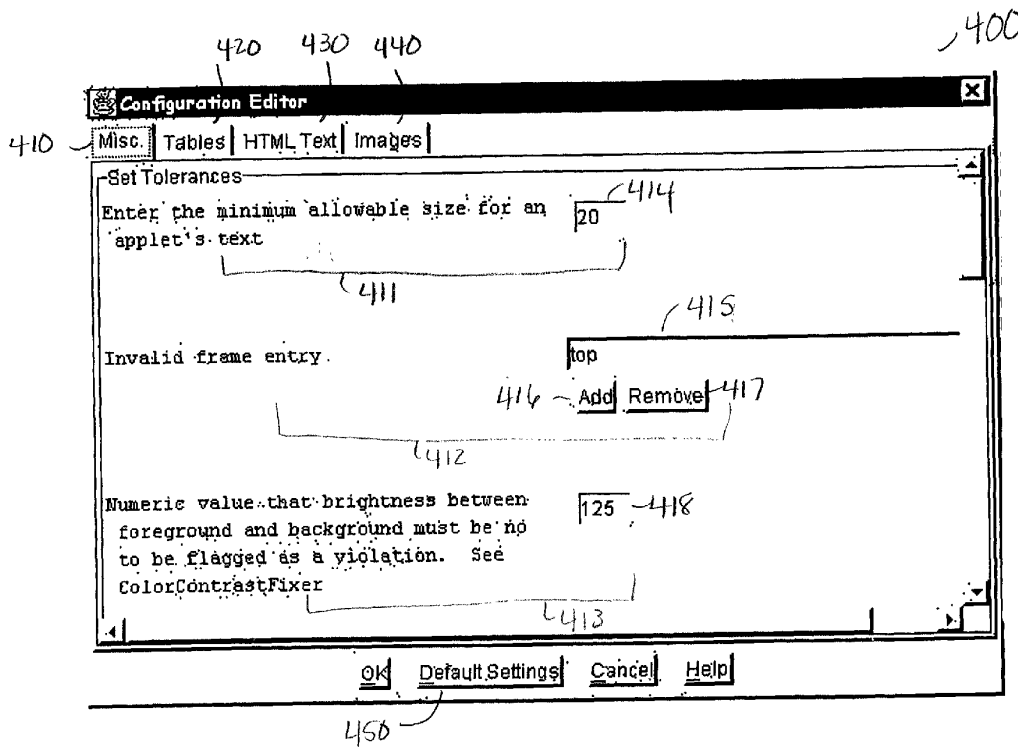 400
420 430 440
Configuration Editor
410 Misc. Tables HTML Text Images
Set Tolerances
Enter the minimum allowable size for an 20 414
applet's text
411
415
Invalid frame entry. top
416 Add Remove 417
412
Numeric value that brightness between 125 418
foreground and background must be no
to be flagged as a violation. See
ColorContrastFixer
413
OK Default Settings Cancel Help
450